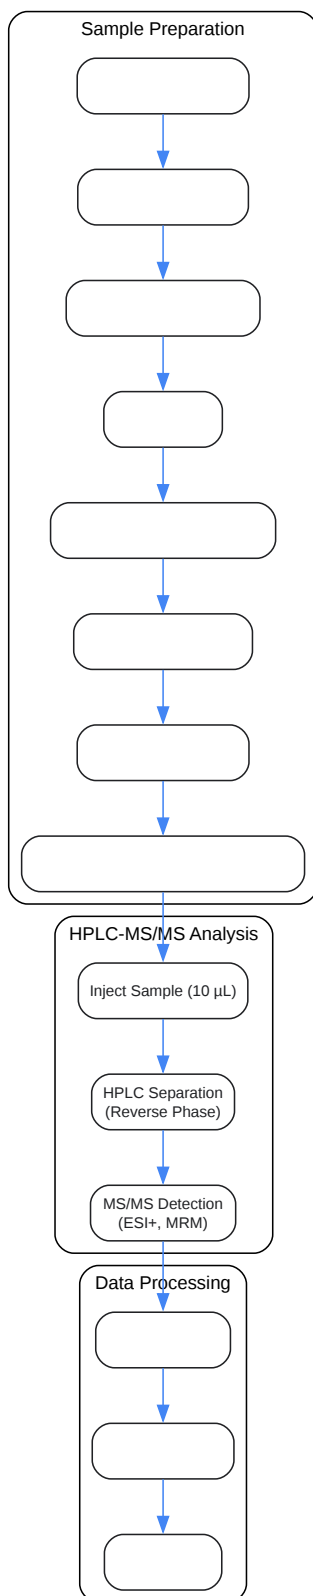 Sample Preparation
HPLC-MS/MS Analysis
Inject Sample (10 µL)
HPLC Separation
(Reverse Phase)
MS/MS Detection
(ESI+, MRM)
Data Processing